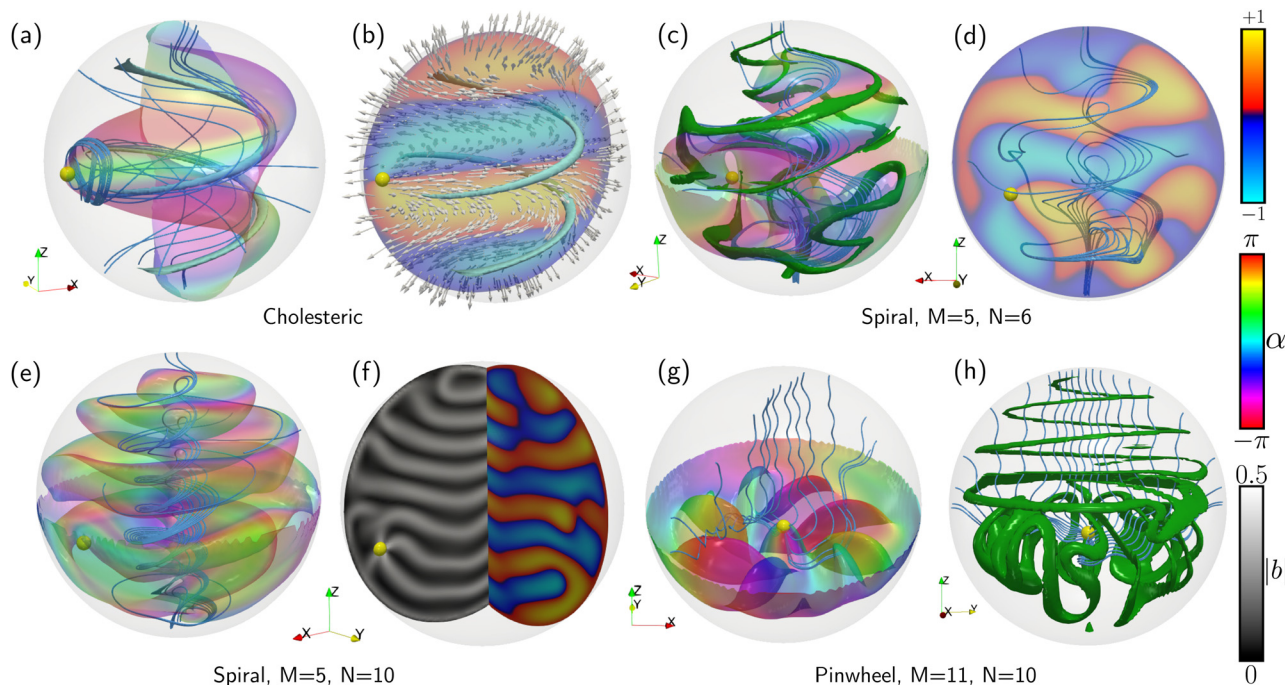 (a)
(b)
(c)
(d)
Z
Y
X
Z
X
Y
Z
X
Y
Cholesteric
Spiral, M=5, N=6
+1
−1
π
α
−π
(e)
(f)
(g)
(h)
Z
X
Y
Z
Y
X
Z
X
Y
Spiral, M=5, N=10
Pinwheel, M=11, N=10
0.5
|b|
0